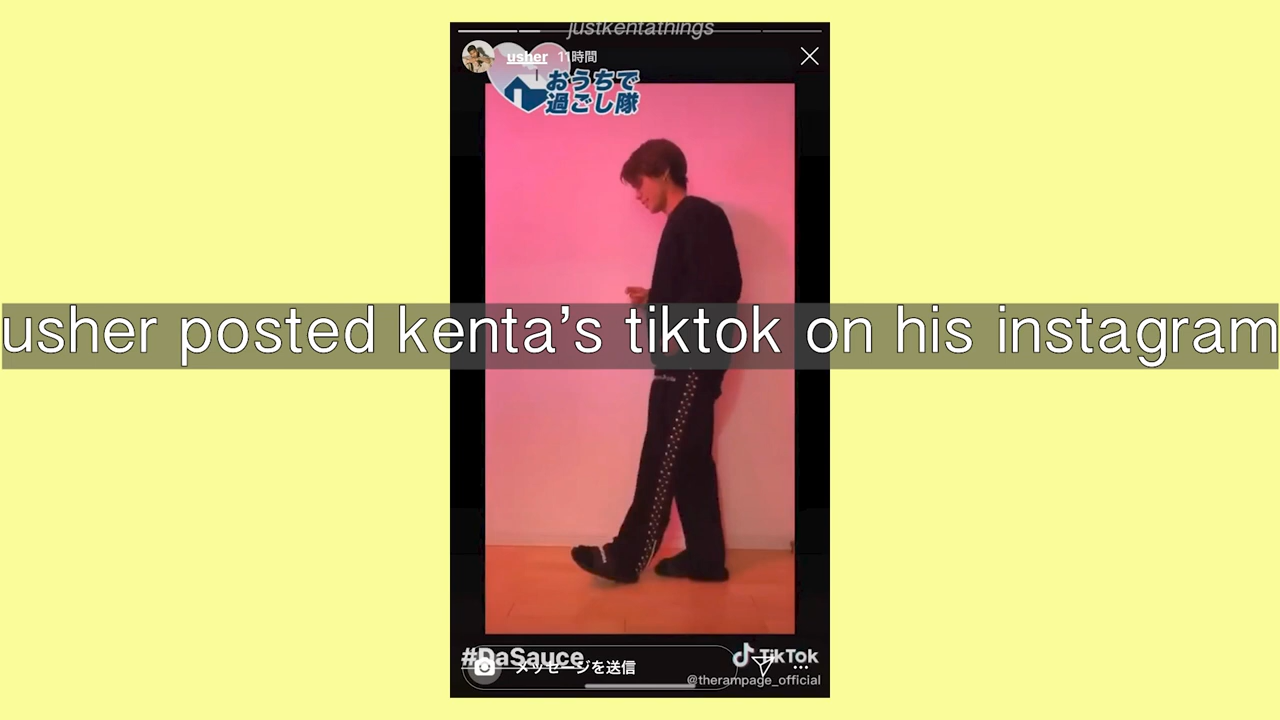 justkentathings
usher 11時間
おうちで
過ごし隊
usher posted kenta’s tiktok on his instagram
#DaSauce
メッセージを送信
TikTok
@therampage_official